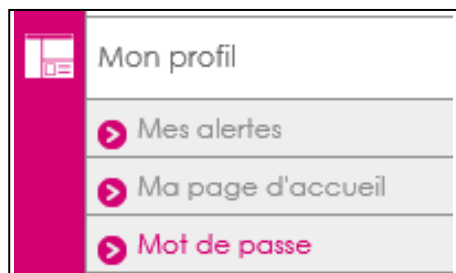 Mon profil
Mes alertes
Ma page d'accueil
Mot de passe